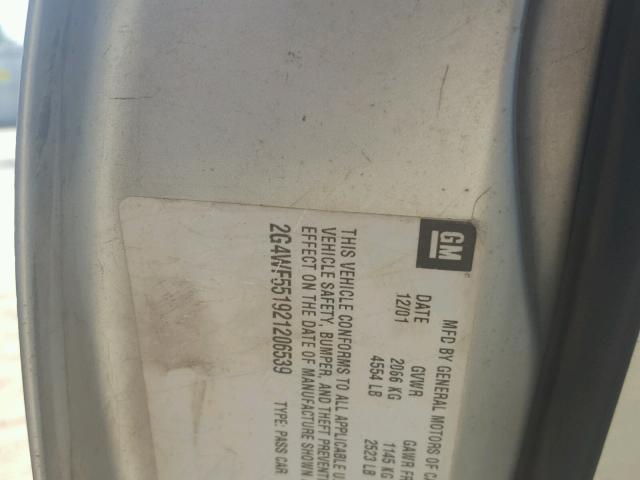 GM
MFD BY GENERAL MOTORS OF CA
DATE GVWR GAWR FR
12/01 2066 KG 1145 KG
4554 LB 2523 LB
THIS VEHICLE CONFORMS TO ALL APPLICABLE U
VEHICLE SAFETY, BUMPER, AND THEFT PREVENTI
EFFECT ON THE DATE OF MANUFACTURE SHOWN
2G4WF551921206539 TYPE: PASS CAR